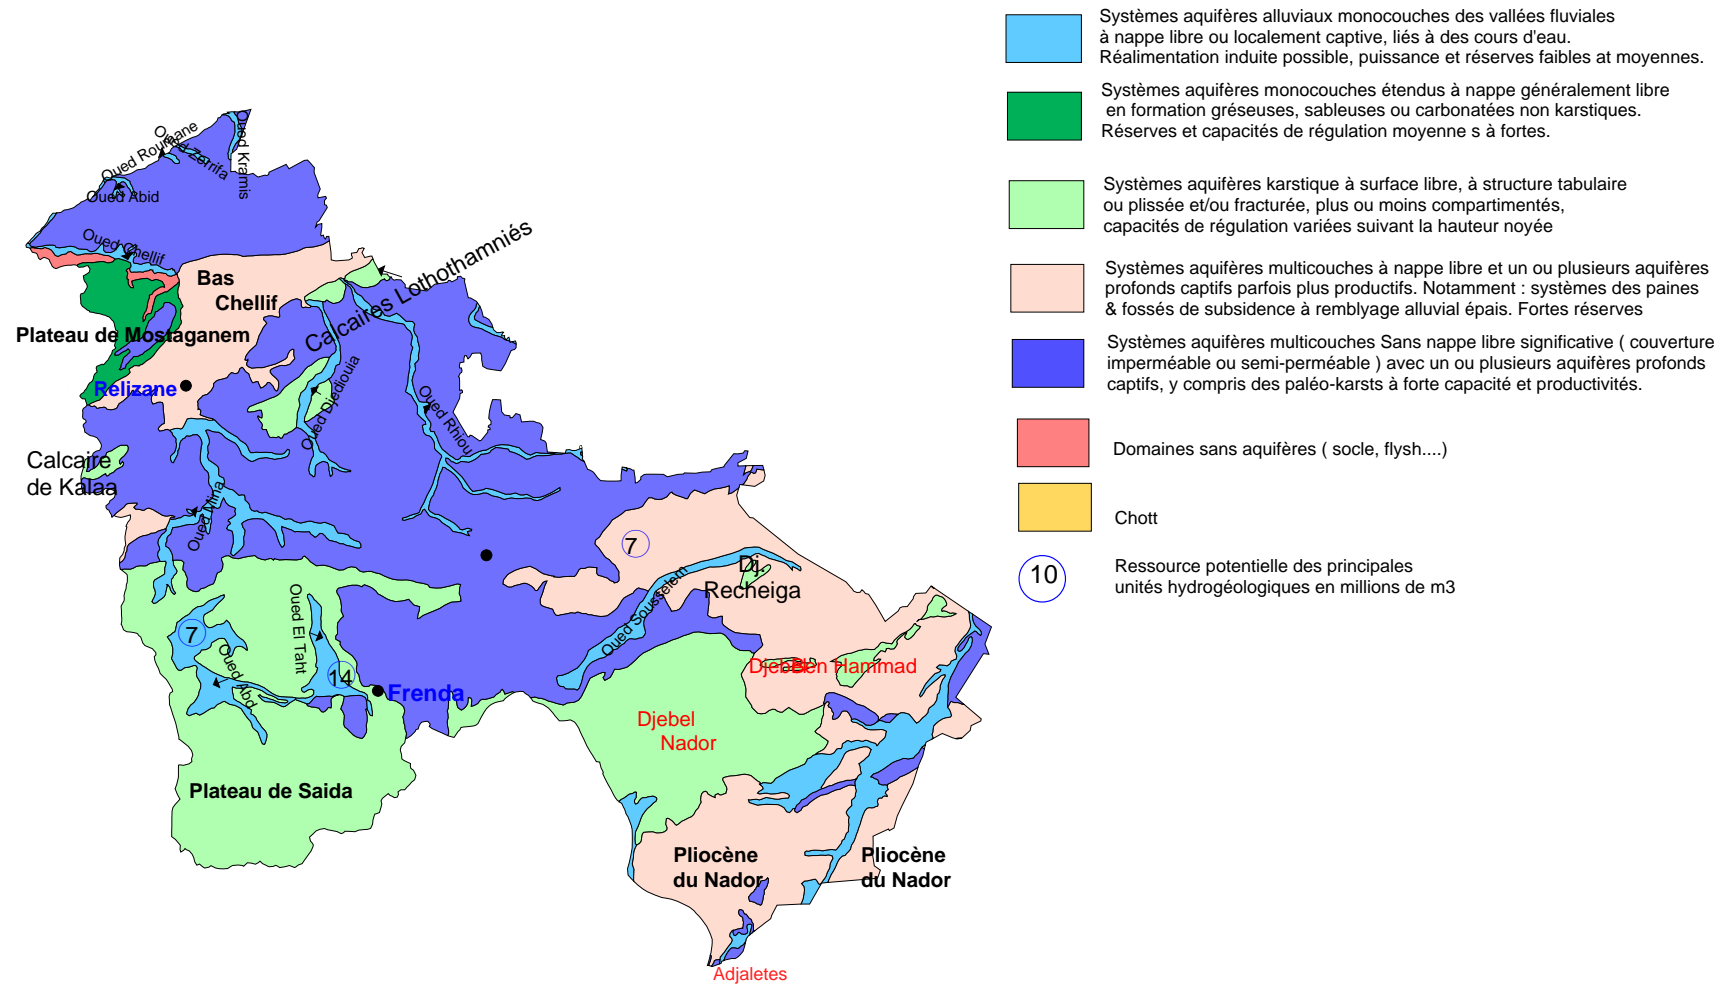 Systèmes aquifères alluviaux monocouches des vallées fluviales
à nappe libre ou localement captive, liés à des cours d'eau.
Réalimentation induite possible, puissance et réserves faibles at moyennes.
Systèmes aquifères monocouches étendus à nappe généralement libre
en formation gréseuses, sableuses ou carbonatées non karstiques.
Réserves et capacités de régulation moyenne s à fortes.
Systèmes aquifères karstique à surface libre, à structure tabulaire
ou plissée et/ou fracturée, plus ou moins compartimentés,
capacités de régulation variées suivant la hauteur noyée
Systèmes aquifères multicouches à nappe libre et un ou plusieurs aquifères
profonds captifs parfois plus productifs. Notamment : systèmes des paines
& fossés de subsidence à remblyage alluvial épais. Fortes réserves
Systèmes aquifères multicouches Sans nappe libre significative ( couverture
imperméable ou semi-perméable ) avec un ou plusieurs aquifères profonds
captifs, y compris des paléo-karsts à forte capacité et productivités.
Domaines sans aquifères ( socle, flysh....)
Chott
10
Ressource potentielle des principales
unités hydrogéologiques en millions de m3
Oued Roumane
Oued Zerrifa
Oued Kramis
Oued Abid
Oued Chellif
Bas
Chellif
Calcaires Lothothamniés
Plateau de Mostaganem
Relizane
Oued Djediouia
Oued Rhiou
Calcaire
de Kalaa
Oued Mina
7
Dj.
Recheiga
Oued Sousselem
Oued El Taht
7
Oued Abd
14
Frenda
Djebel
Ben Hammad
Djebel
Nador
Plateau de Saida
Pliocène
du Nador
Pliocène
du Nador
Adjaletes